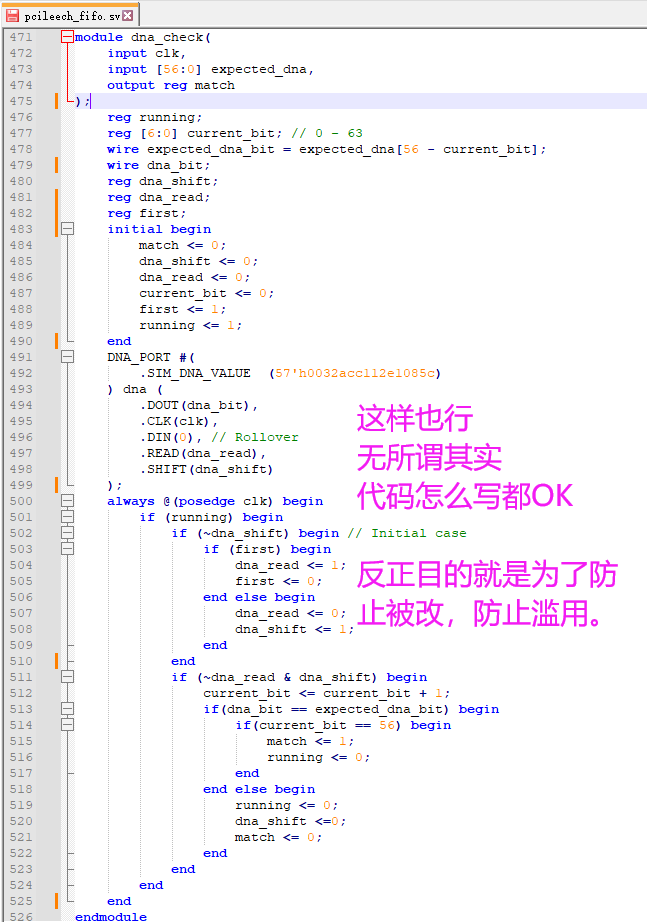 pcileech_fifo.sv
471 module dna_check(
472 input clk,
473 input [56:0] expected_dna,
474 output reg match
475 );
476 reg running;
477 reg [6:0] current_bit; // 0 - 63
478 wire expected_dna_bit = expected_dna[56 - current_bit];
479 wire dna_bit;
480 reg dna_shift;
481 reg dna_read;
482 reg first;
483 initial begin
484 match <= 0;
485 dna_shift <= 0;
486 dna_read <= 0;
487 current_bit <= 0;
488 first <= 1;
489 running <= 1;
490 end
491 DNA_PORT #(
492 .SIM_DNA_VALUE (57'h0032acc112e1085c)
493 ) dna (
494 .DOUT(dna_bit),
495 .CLK(clk),
496 .DIN(0), // Rollover
497 .READ(dna_read),
498 .SHIFT(dna_shift)
499 );
500 always @(posedge clk) begin
501 if (running) begin
502 if (~dna_shift) begin // Initial case
503 if (first) begin
504 dna_read <= 1;
505 first <= 0;
506 end else begin
507 dna_read <= 0;
508 dna_shift <= 1;
509 end
510 end
511 if (~dna_read & dna_shift) begin
512 current_bit <= current_bit + 1;
513 if(dna_bit == expected_dna_bit) begin
514 if(current_bit == 56) begin
515 match <= 1;
516 running <= 0;
517 end
518 end else begin
519 running <= 0;
520 dna_shift <=0;
521 match <= 0;
522 end
523 end
524 end
525 end
526 endmodule
这样也行
无所谓其实
代码怎么写都OK
反正目的就是为了防
止被改，防止滥用。